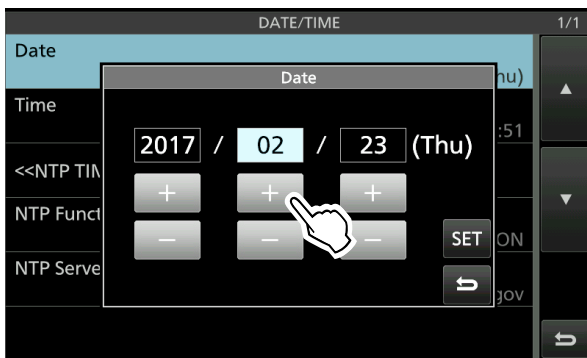 DATE/TIME 1/1
Date
hu)
Date
Time
:51
2017 / 02 / 23 (Thu)
<<NTP TIM
+ + +
NTP Funct
- - - SET ON
NTP Serve
gov